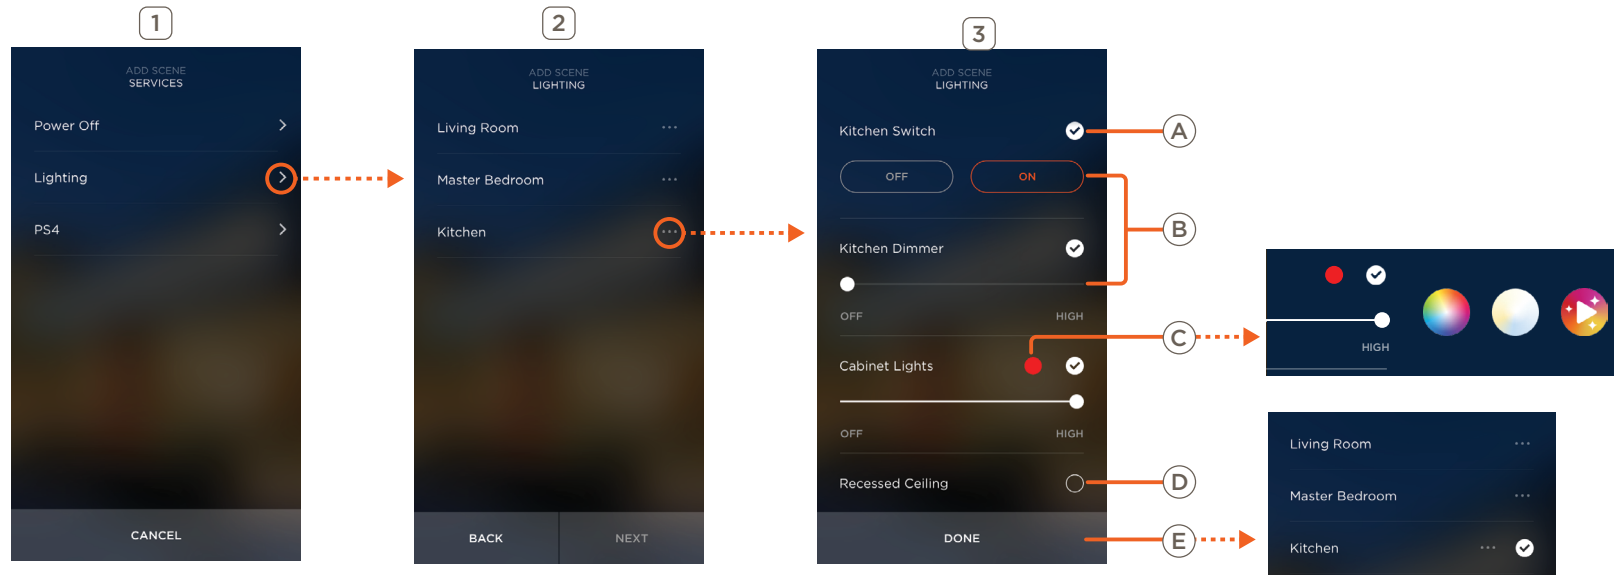 1
ADD SCENE
SERVICES
Power Off
Lighting
PS4
CANCEL
2
ADD SCENE
LIGHTING
Living Room
Master Bedroom
Kitchen
BACK
NEXT
3
ADD SCENE
LIGHTING
Kitchen Switch
OFF
ON
Kitchen Dimmer
OFF
HIGH
Cabinet Lights
OFF
HIGH
Recessed Ceiling
DONE
A
B
C
D
E
HIGH
Living Room
Master Bedroom
Kitchen